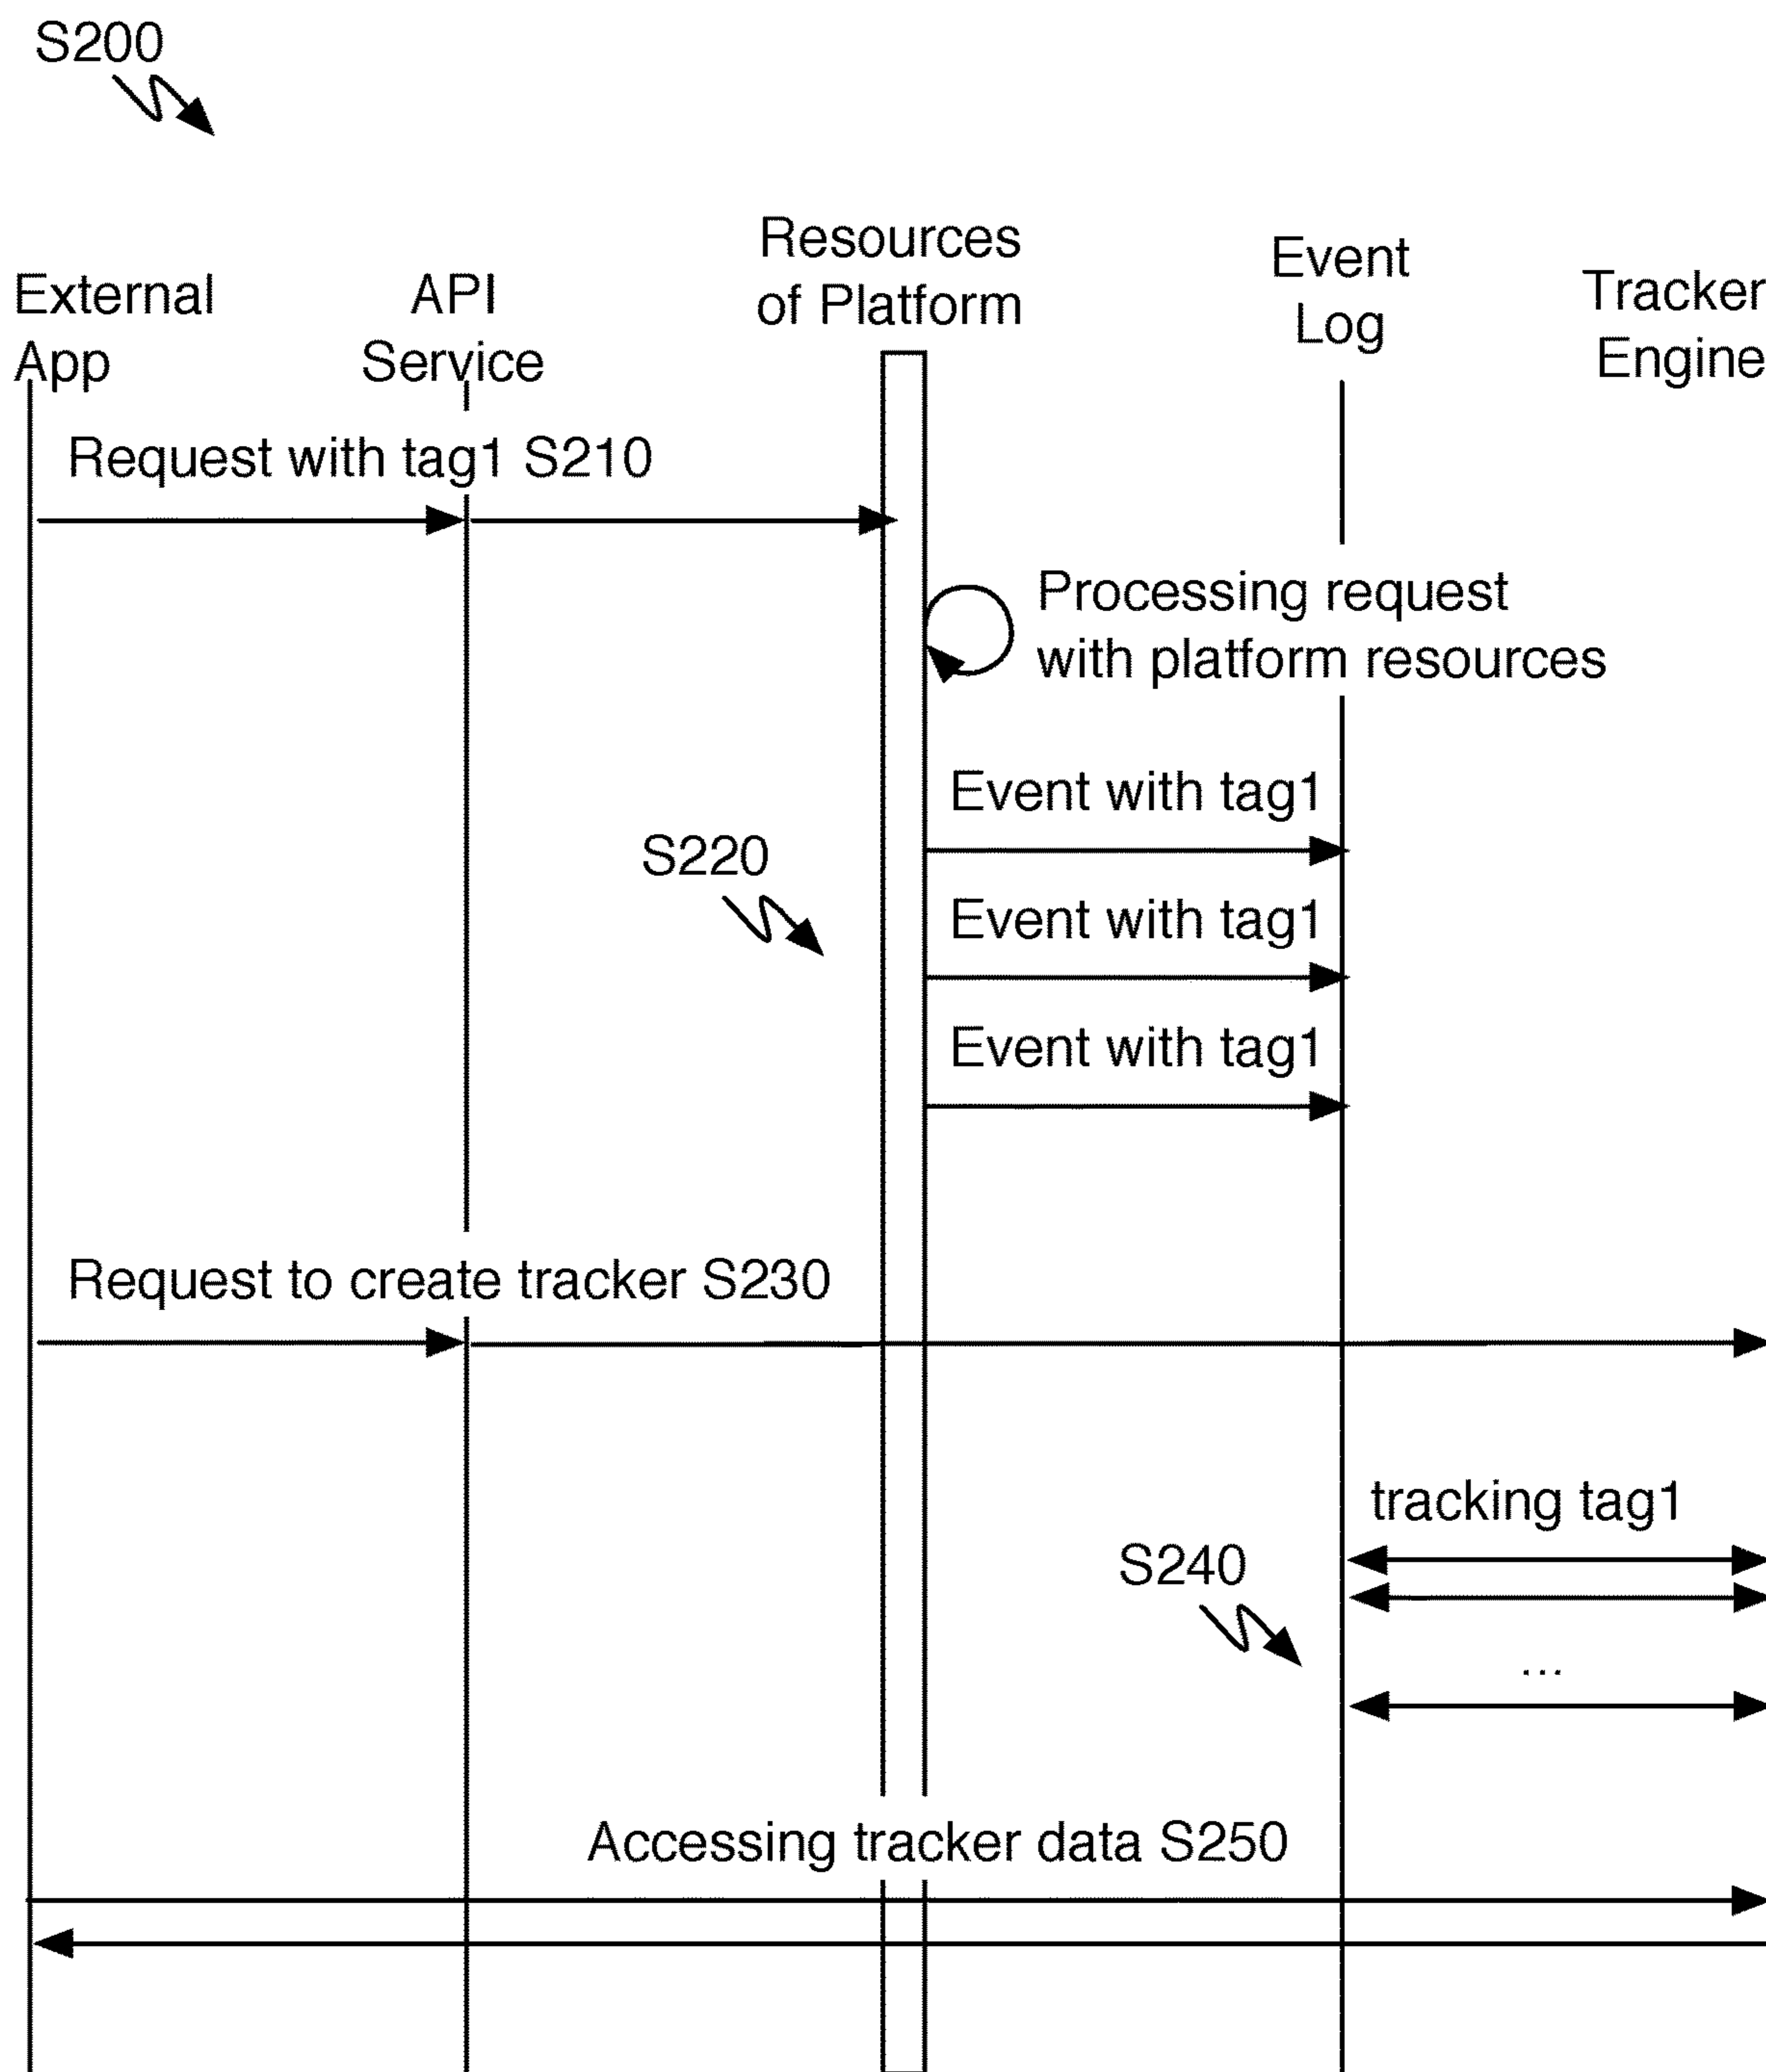 S200
External
App
API
Service
Resources
of Platform
Event
Log
Tracker
Engine
Request with tag1 S210
Processing request
with platform resources
Event with tag1
S220
Event with tag1
Event with tag1
Request to create tracker S230
tracking tag1
S240
...
Accessing tracker data S250